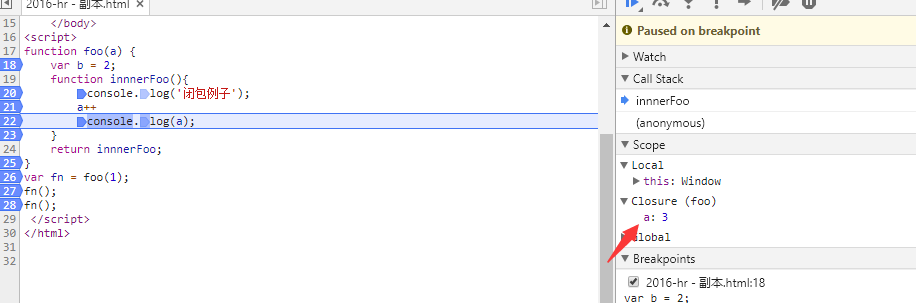 2016-hr - 副本.html ×
15 </body>
16 <script>
17 function foo(a) {
18 var b = 2;
19 function innnerFoo(){
20 console.log('闭包例子');
21 a++
22 console.log(a);
23 }
24 return innnerFoo;
25 }
26 var fn = foo(1);
27 fn();
28 fn();
29 </script>
30 </html>
31
32
Paused on breakpoint
Watch
Call Stack
innnerFoo
(anonymous)
Scope
Local
this: Window
Closure (foo)
a: 3
Global
Breakpoints
2016-hr - 副本.html:18
var b = 2;